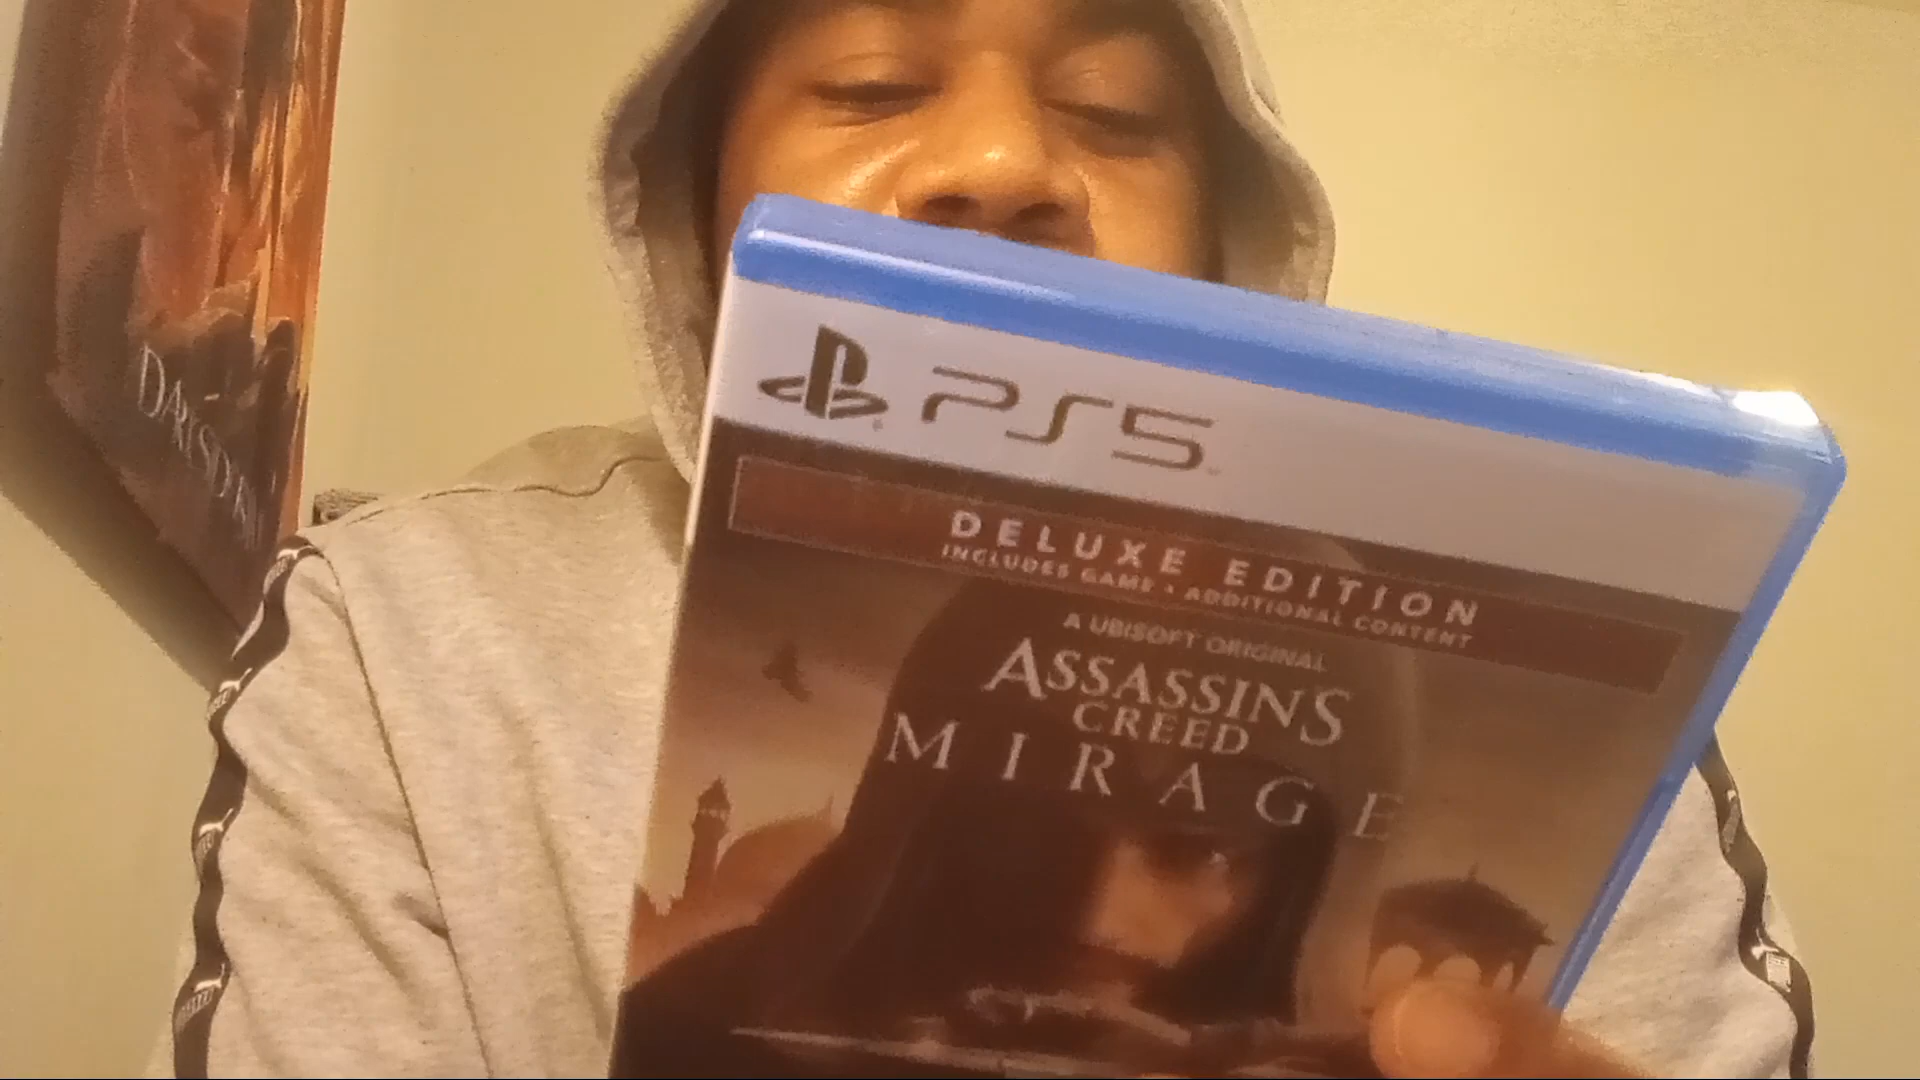 PS5
DELUXE EDITION
INCLUDES GAME + ADDITIONAL CONTENT
A UBISOFT ORIGINAL
ASSASSINS
CREED
MIRAGE